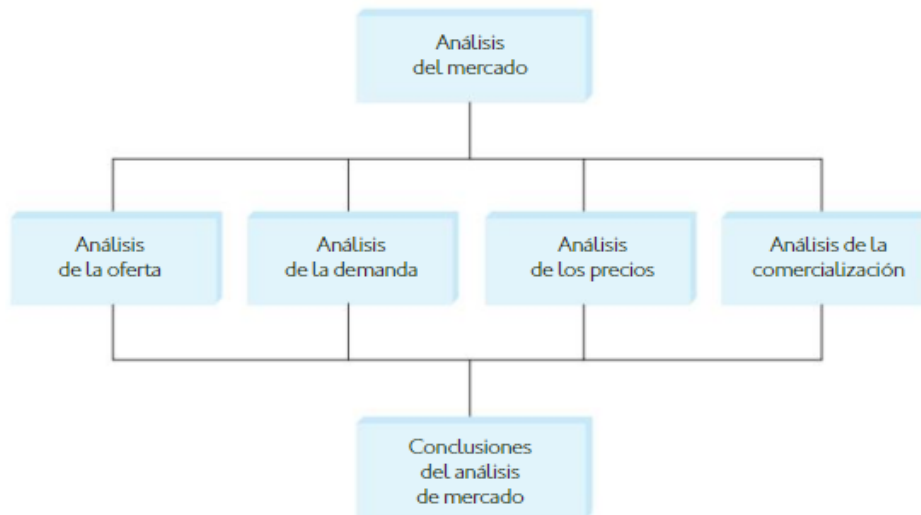 Análisis
del mercado
Análisis
de la oferta
Análisis
de la demanda
Análisis
de los precios
Análisis de la
comercialización
Conclusiones
del análisis
de mercado